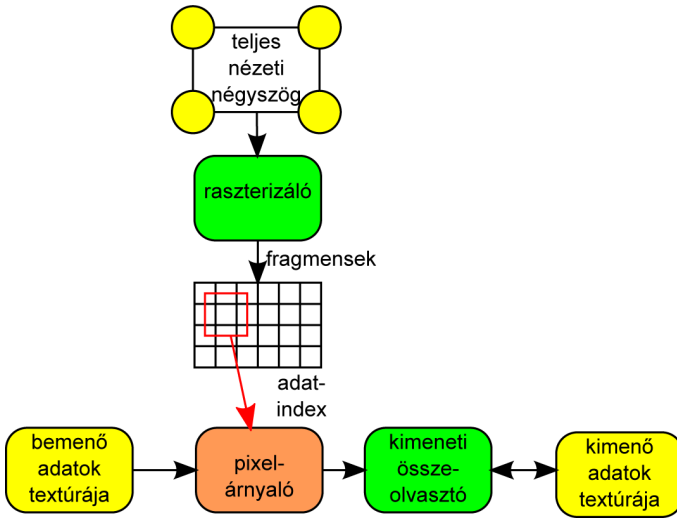 teljes
nézeti
négyszög
raszterizáló
fragmensek
adat-
index
bemenő
adatok
textúrája
pixel-
árnyaló
kimeneti
össze-
olvasztó
kimenő
adatok
textúrája